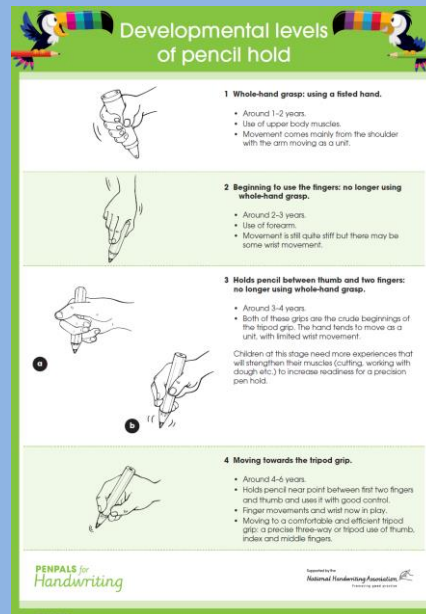 Developmental levels
of pencil hold
1 Whole-hand grasp: using a fisted hand.
• Around 1–2 years.
• Use of upper body muscles.
• Movement comes mainly from the shoulder
with the arm moving as a unit.
2 Beginning to use the fingers: no longer using
whole-hand grasp.
• Around 2–3 years.
• Use of forearm.
• Movement is still quite stiff but there may be
some wrist movement.
3 Holds pencil between thumb and two fingers:
no longer using whole-hand grasp.
• Around 3–4 years.
• Both of these grips are the crude beginnings of
the tripod grip. The hand tends to move as a
unit, with limited wrist movement.
Children at this stage need more experiences that
will strengthen their muscles (cutting, working with
dough etc.) to increase readiness for a precision
pen hold.
a
b
4 Moving towards the tripod grip.
• Around 4–6 years.
• Holds pencil near point between first two fingers
and thumb and uses it with good control.
• Finger movements and wrist now in play.
• Moving to a comfortable and efficient tripod
grip: a precise three-way or tripod use of thumb,
index and middle fingers.
PENPALS for
Handwriting
Supported by the
National Handwriting Association
Promoting good practice